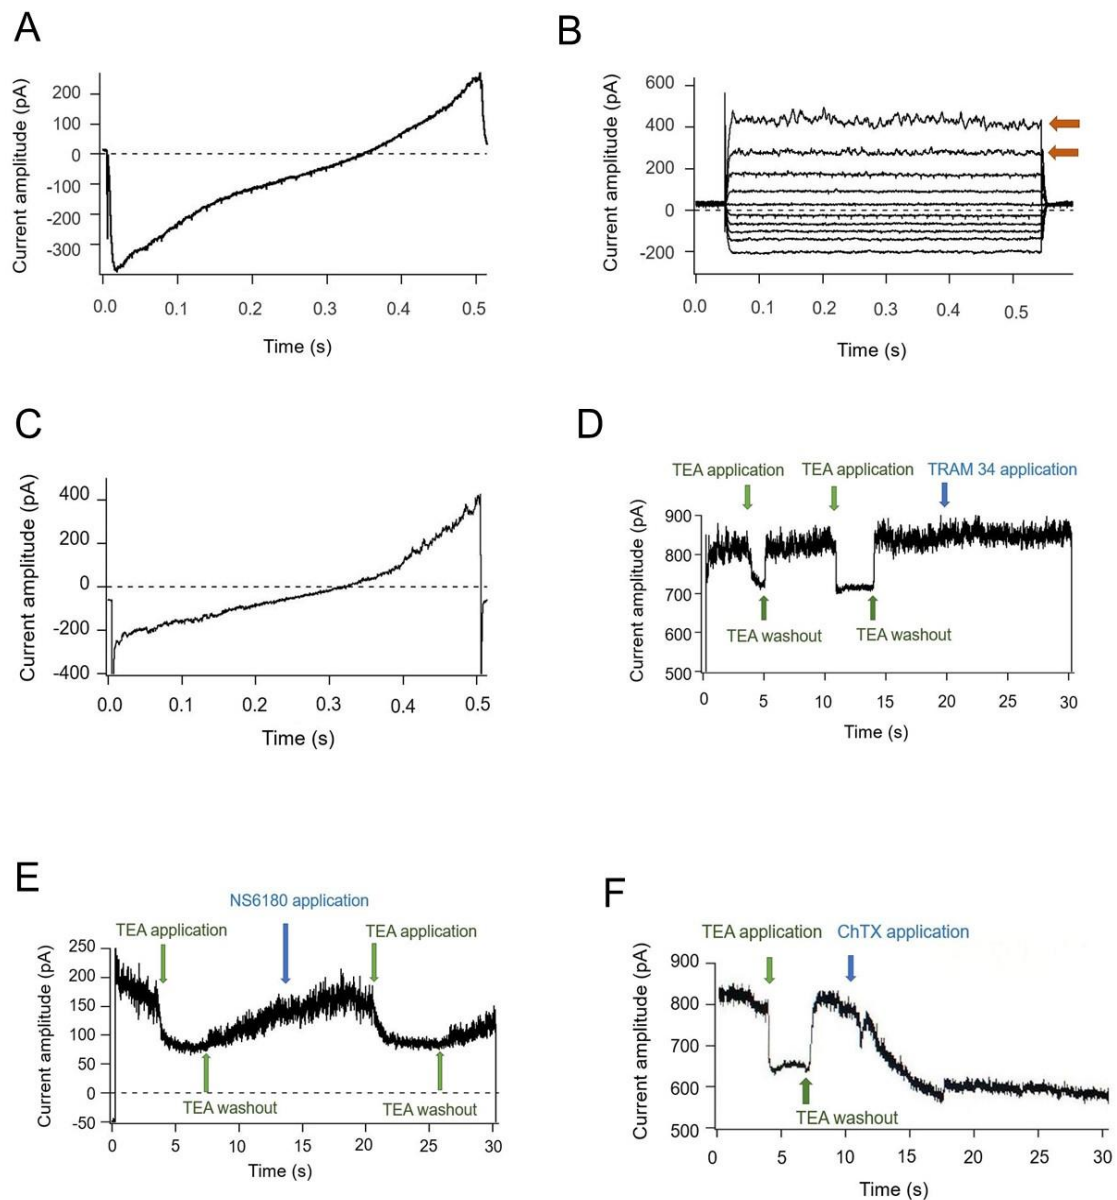 A
Current amplitude (pA)
200
100
0
-100
-200
-300
0.0 0.1 0.2 0.3 0.4 0.5
Time (s)
B
Current amplitude (pA)
600
400
200
0
-200
0.0 0.1 0.2 0.3 0.4 0.5
Time (s)
C
Current amplitude (pA)
400
200
0
-200
-400
0.0 0.1 0.2 0.3 0.4 0.5
Time (s)
D
TEA application TEA application TRAM 34 application
Current amplitude (pA)
900
800
700
600
500
TEA washout TEA washout
0 5 10 15 20 25 30
Time (s)
E
NS6180 application
TEA application TEA application
Current amplitude (pA)
250
200
150
100
50
0
-50
TEA washout TEA washout
0 5 10 15 20 25 30
Time (s)
F
TEA application ChTX application
Current amplitude (pA)
900
800
700
600
500
TEA washout
0 5 10 15 20 25 30
Time (s)